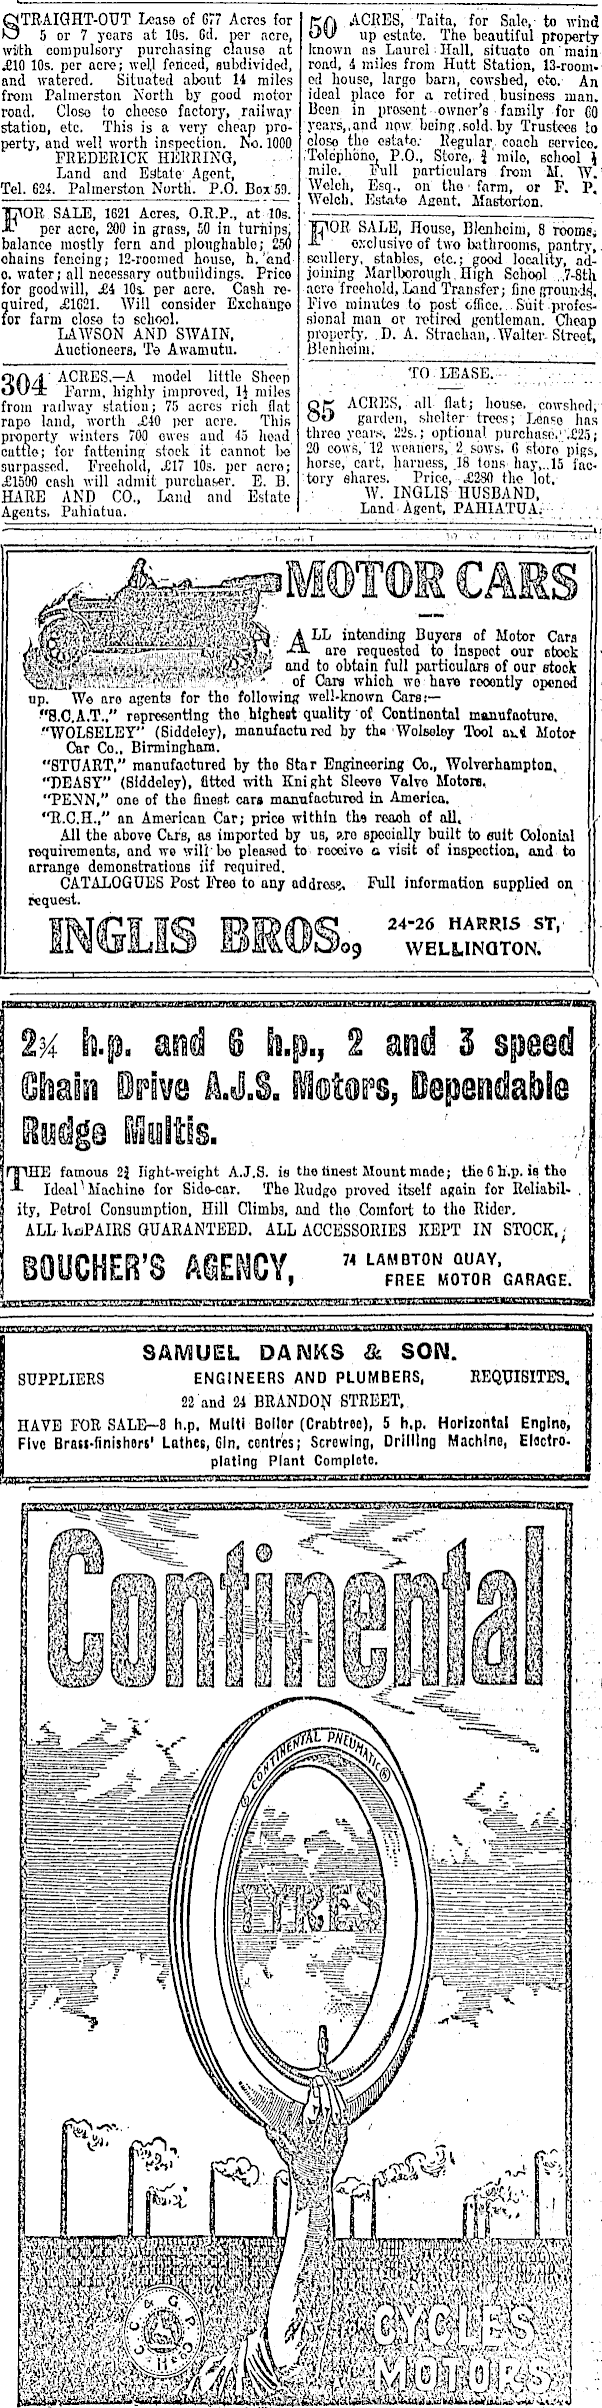 STRAIGHT-OUT Lease of 677 Acres for
5 or 7 years at 10s. 6d. per acre,
with compulsory purchasing clause at
£10 10s. per acre; well fenced, subdivided,
and watered. Situated about 14 miles
from Palmerston North by good motor
road. Close to cheese factory, railway
station, etc. This is a very cheap pro-
perty, and well worth inspection. No. 1000
FREDERICK HERRING,
Land and Estate Agent,
Tel. 624. Palmerston North. P.O. Box 59.
FOR SALE, 1621 Acres, O.R.P., at 10s.
per acre, 200 in grass, 50 in turnips,
balance mostly fern and ploughable; 250
chains fencing; 12-roomed house, h. and
c. water; all necessary outbuildings. Price
for goodwill, £4 10s. per acre. Cash re-
quired, £1621. Will consider Exchange
for farm close to school.
LAWSON AND SWAIN,
Auctioneers, Te Awamutu.
304 ACRES.—A model little Sheep
Farm, highly improved, 1½ miles
from railway station; 75 acres rich flat
rapo land, worth £40 per acre. This
property winters 700 ewes and 45 head
cattle; for fattening stock it cannot be
surpassed. Freehold, £17 10s. per acre;
£1500 cash will admit purchaser. E. B.
HARE AND CO., Land and Estate
Agents, Pahiatua.
50 ACRES, Taita, for Sale, to wind
up estate. The beautiful property
known as Laurel Hall, situate on main
road, 4 miles from Hutt Station, 13-room-
ed house, large barn, cowshed, etc. An
ideal place for a retired business man.
Been in present owner's family for 60
years, and now being sold by Trustees to
close the estate. Regular coach service.
Telephone, P.O., Store, ¾ mile, school ½
mile. Full particulars from M. W.
Welch, Esq., on the farm, or F. P.
Welch, Estate Agent, Masterton.
FOR SALE, House, Blenheim, 8 rooms,
exclusive of two bathrooms, pantry,
scullery, stables, etc.; good locality, ad-
joining Marlborough High School 7-8th
acre freehold, Land Transfer; fine grounds.
Five minutes to post office. Suit profes-
sional man or retired gentleman. Cheap
property. D. A. Strachan, Walter Street,
Blenheim.
TO LEASE.
85 ACRES, all flat; house, cowshed,
garden, shelter trees; Lease has
three years, 22s.; optional purchase, £25;
20 cows, 12 weaners, 2 sows, 6 store pigs,
horse, cart, harness, 18 tons hay, 15 fac-
tory shares. Price, £280 the lot.
W. INGLIS HUSBAND,
Land Agent, PAHIATUA.
MOTOR CARS
ALL intending Buyers of Motor Cars
are requested to inspect our stock
and to obtain full particulars of our stock
of Cars which we have recently opened
up. We are agents for the following well-known Cars:—
"S.C.A.T.," representing the highest quality of Continental manufacture.
"WOLSELEY" (Siddeley), manufactured by the Wolseley Tool and Motor
Car Co., Birmingham.
"STUART," manufactured by the Star Engineering Co., Wolverhampton.
"DEASY" (Siddeley), fitted with Knight Sleeve Valve Motors.
"PENN," one of the finest cars manufactured in America.
"R.C.H.," an American Car; price within the reach of all.
All the above Cars, as imported by us, are specially built to suit Colonial
requirements, and we will be pleased to receive a visit of inspection, and to
arrange demonstrations iif required.
CATALOGUES Post Free to any address. Full information supplied on
request.
INGLIS BROS., 24-26 HARRIS ST,
WELLINGTON.
2¾ h.p. and 6 h.p., 2 and 3 speed
Chain Drive A.J.S. Motors, Dependable
Rudge Multis.
THE famous 2¾ light-weight A.J.S. is the finest Mount made; the 6 h.p. is the
Ideal Machine for Side-car. The Rudge proved itself again for Reliabil-
ity, Petrol Consumption, Hill Climbs, and the Comfort to the Rider.
ALL REPAIRS GUARANTEED. ALL ACCESSORIES KEPT IN STOCK.
BOUCHER'S AGENCY, 74 LAMBTON QUAY,
FREE MOTOR GARAGE.
SAMUEL DANKS & SON.
SUPPLIERS ENGINEERS AND PLUMBERS, REQUISITES.
22 and 24 BRANDON STREET,
HAVE FOR SALE—8 h.p. Multi Boiler (Crabtree), 5 h.p. Horizontal Engine,
Five Brass-finishers' Lathes, 6in. centres; Screwing, Drilling Machine, Electro-
plating Plant Complete.
Continental
CONTINENTAL PNEUMATIC
TYRES
C. C. & G. P. Co.
CYCLES
MOTORS